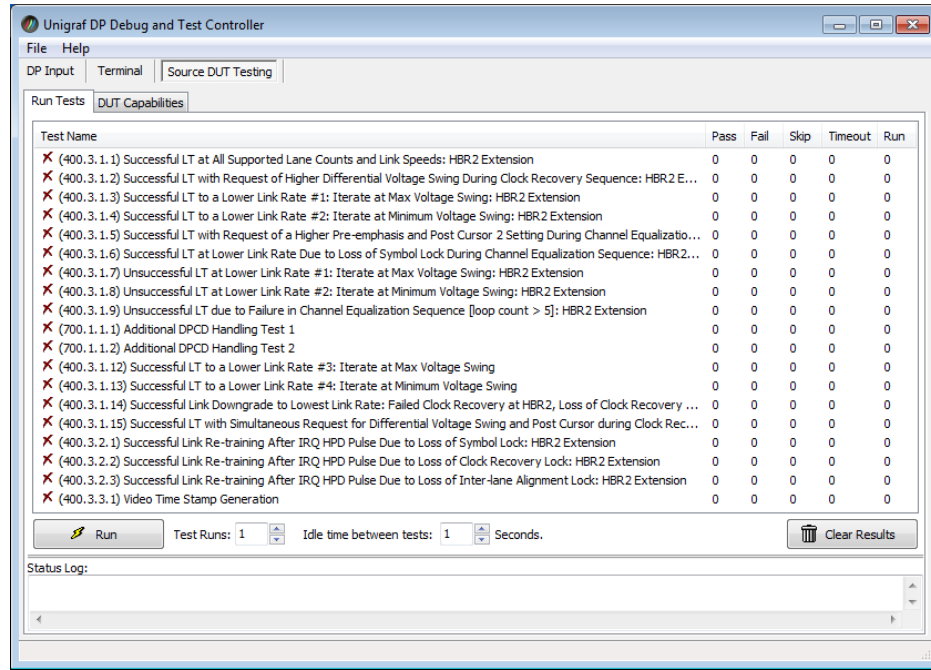 Unigraf DP Debug and Test Controller
File Help
DP Input Terminal Source DUT Testing
Run Tests DUT Capabilities
Test Name Pass Fail Skip Timeout Run
(400.3.1.1) Successful LT at All Supported Lane Counts and Link Speeds: HBR2 Extension 0 0 0 0 0
(400.3.1.2) Successful LT with Request of Higher Differential Voltage Swing During Clock Recovery Sequence: HBR2 E... 0 0 0 0 0
(400.3.1.3) Successful LT to a Lower Link Rate #1: Iterate at Max Voltage Swing: HBR2 Extension 0 0 0 0 0
(400.3.1.4) Successful LT to a Lower Link Rate #2: Iterate at Minimum Voltage Swing: HBR2 Extension 0 0 0 0 0
(400.3.1.5) Successful LT with Request of a Higher Pre-emphasis and Post Cursor 2 Setting During Channel Equalizatio... 0 0 0 0 0
(400.3.1.6) Successful LT at Lower Link Rate Due to Loss of Symbol Lock During Channel Equalization Sequence: HBR2... 0 0 0 0 0
(400.3.1.7) Unsuccessful LT at Lower Link Rate #1: Iterate at Max Voltage Swing: HBR2 Extension 0 0 0 0 0
(400.3.1.8) Unsuccessful LT at Lower Link Rate #2: Iterate at Minimum Voltage Swing: HBR2 Extension 0 0 0 0 0
(400.3.1.9) Unsuccessful LT due to Failure in Channel Equalization Sequence [loop count > 5]: HBR2 Extension 0 0 0 0 0
(700.1.1.1) Additional DPCD Handling Test 1 0 0 0 0 0
(700.1.1.2) Additional DPCD Handling Test 2 0 0 0 0 0
(400.3.1.12) Successful LT to a Lower Link Rate #3: Iterate at Max Voltage Swing 0 0 0 0 0
(400.3.1.13) Successful LT to a Lower Link Rate #4: Iterate at Minimum Voltage Swing 0 0 0 0 0
(400.3.1.14) Successful Link Downgrade to Lowest Link Rate: Failed Clock Recovery at HBR2, Loss of Clock Recovery ... 0 0 0 0 0
(400.3.1.15) Successful LT with Simultaneous Request for Differential Voltage Swing and Post Cursor during Clock Rec... 0 0 0 0 0
(400.3.2.1) Successful Link Re-training After IRQ HPD Pulse Due to Loss of Symbol Lock: HBR2 Extension 0 0 0 0 0
(400.3.2.2) Successful Link Re-training After IRQ HPD Pulse Due to Loss of Clock Recovery Lock: HBR2 Extension 0 0 0 0 0
(400.3.2.3) Successful Link Re-training After IRQ HPD Pulse Due to Loss of Inter-lane Alignment Lock: HBR2 Extension 0 0 0 0 0
(400.3.3.1) Video Time Stamp Generation 0 0 0 0 0
Run Test Runs: 1 Idle time between tests: 1 Seconds. Clear Results
Status Log: